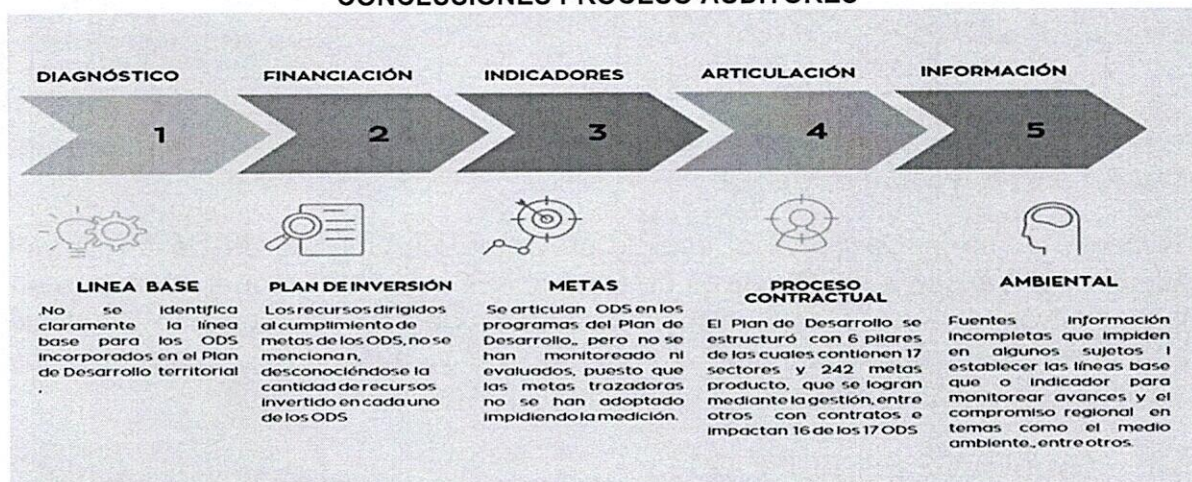 CONCLUSIONES PROCESO AUDITORES
DIAGNÓSTICO
FINANCIACIÓN
INDICADORES
ARTICULACIÓN
INFORMACIÓN
1
2
3
4
5
LINEA BASE
.No se identifica
claramente la línea
base para los ODS
incorporados en el Plan
de Desarrollo territorial
.
PLAN DE INVERSIÓN
Los recursos dirigidos
al cumplimiento de
metas de los ODS, no se
mencionan,
desconociéndose la
cantidad de recursos
invertido en cada uno
de los ODS
METAS
Se articulan ODS en los
programas del Plan de
Desarrollo,, pero no se
han monitoreado ni
evaluados, puesto que
las metas trazadoras
no se han adoptado
impidiendo la medición.
PROCESO
CONTRACTUAL
El Plan de Desarrollo se
estructuró con 6 pilares
de las cuales contienen 17
sectores y 242 metas
producto, que se logran
mediante la gestión, entre
otros con contratos e
impactan 16 de los 17 ODS
AMBIENTAL
Fuentes información
incompletas que impiden
en algunos sujetos l
establecer las líneas base
que o indicador para
monitorear avances y el
compromiso regional en
temas como el medio
ambiente., entre otros.